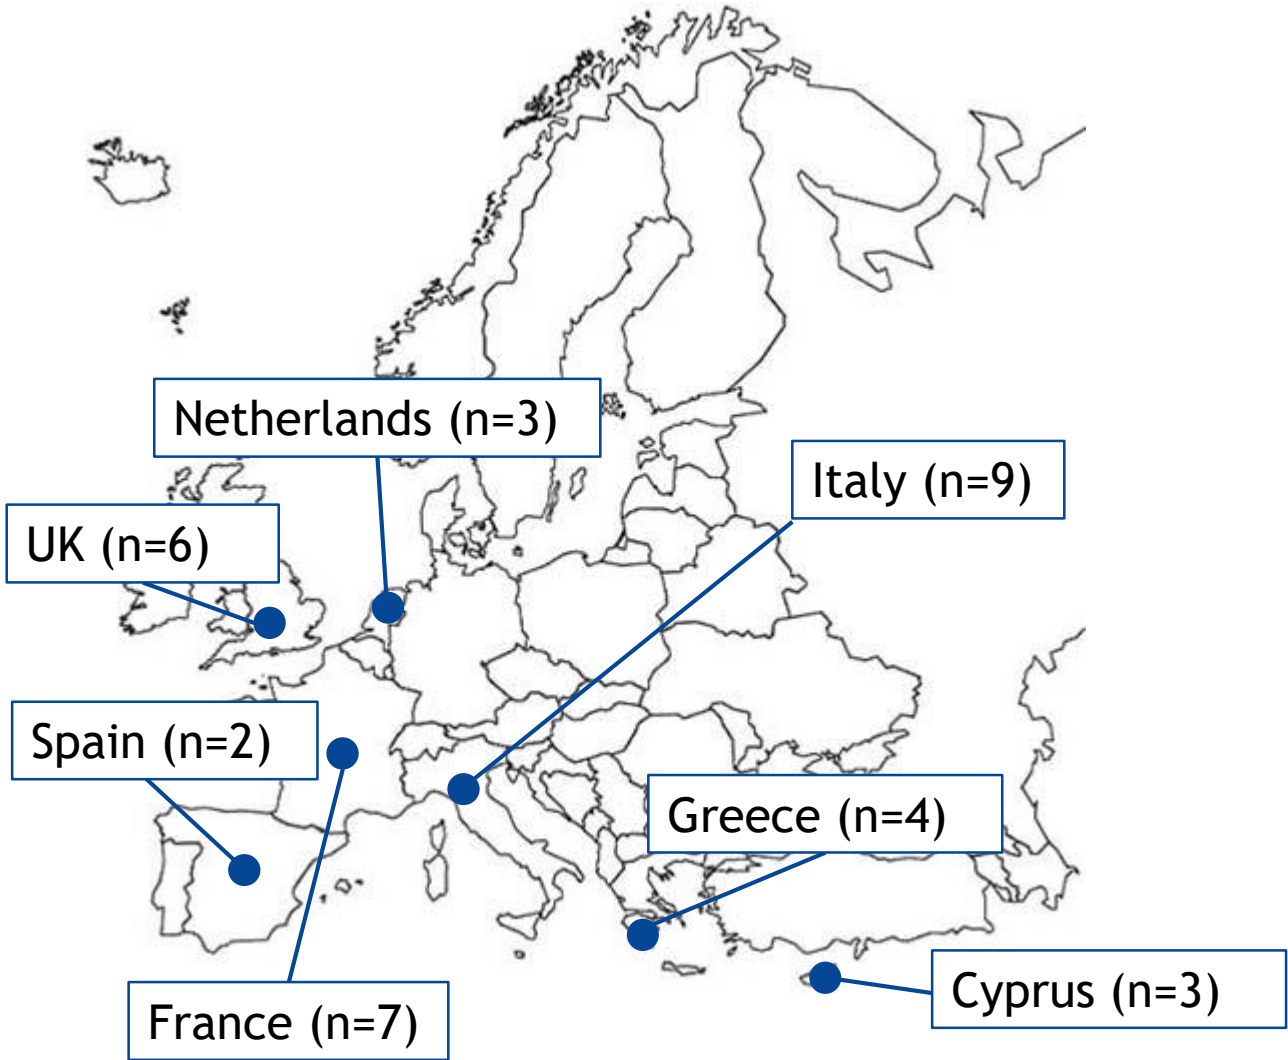 Netherlands (n=3)
Italy (n=9)
UK (n=6)
Spain (n=2)
Greece (n=4)
Cyprus (n=3)
France (n=7)